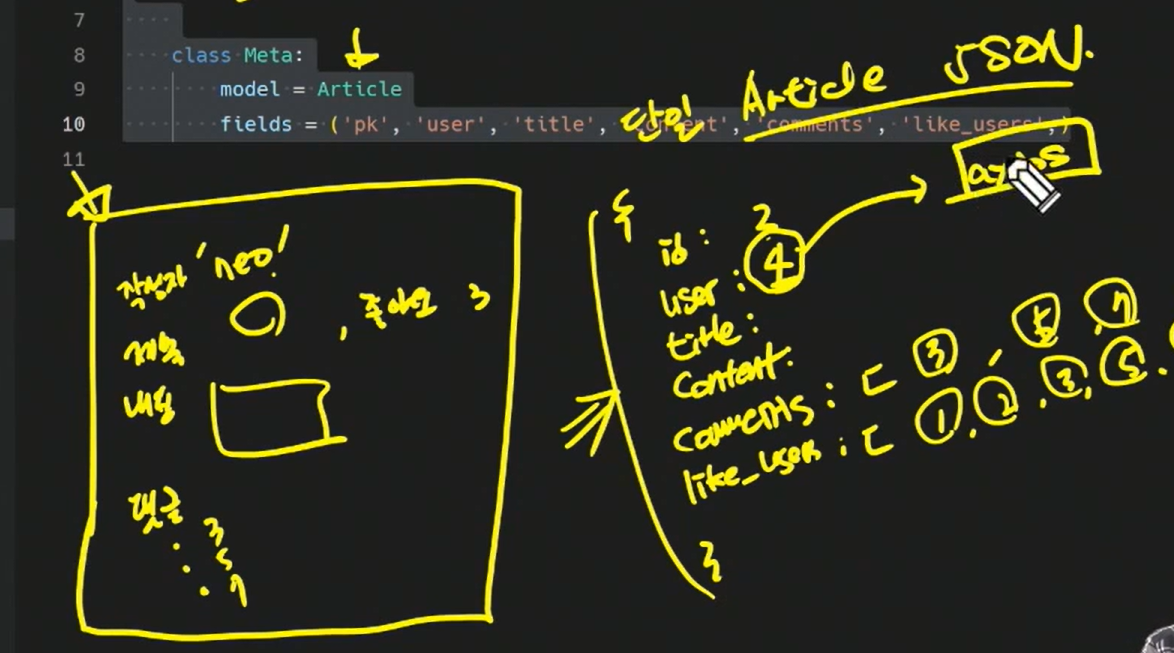 7
8 class Meta:
9 model = Article
10 fields = ('pk', 'user', 'title', 'content', 'comments', 'like_users',)
11
단일 Article JSON.
axios
작성자 'neo'
, 좋아요 3
제목
내용
댓글
. 3
. 5
. 7
{
id : 2
user : 4
title :
content :
comments : [ 3 , 5 , 7
like_users : [ 1 , 2 , 3 , 5 .
}